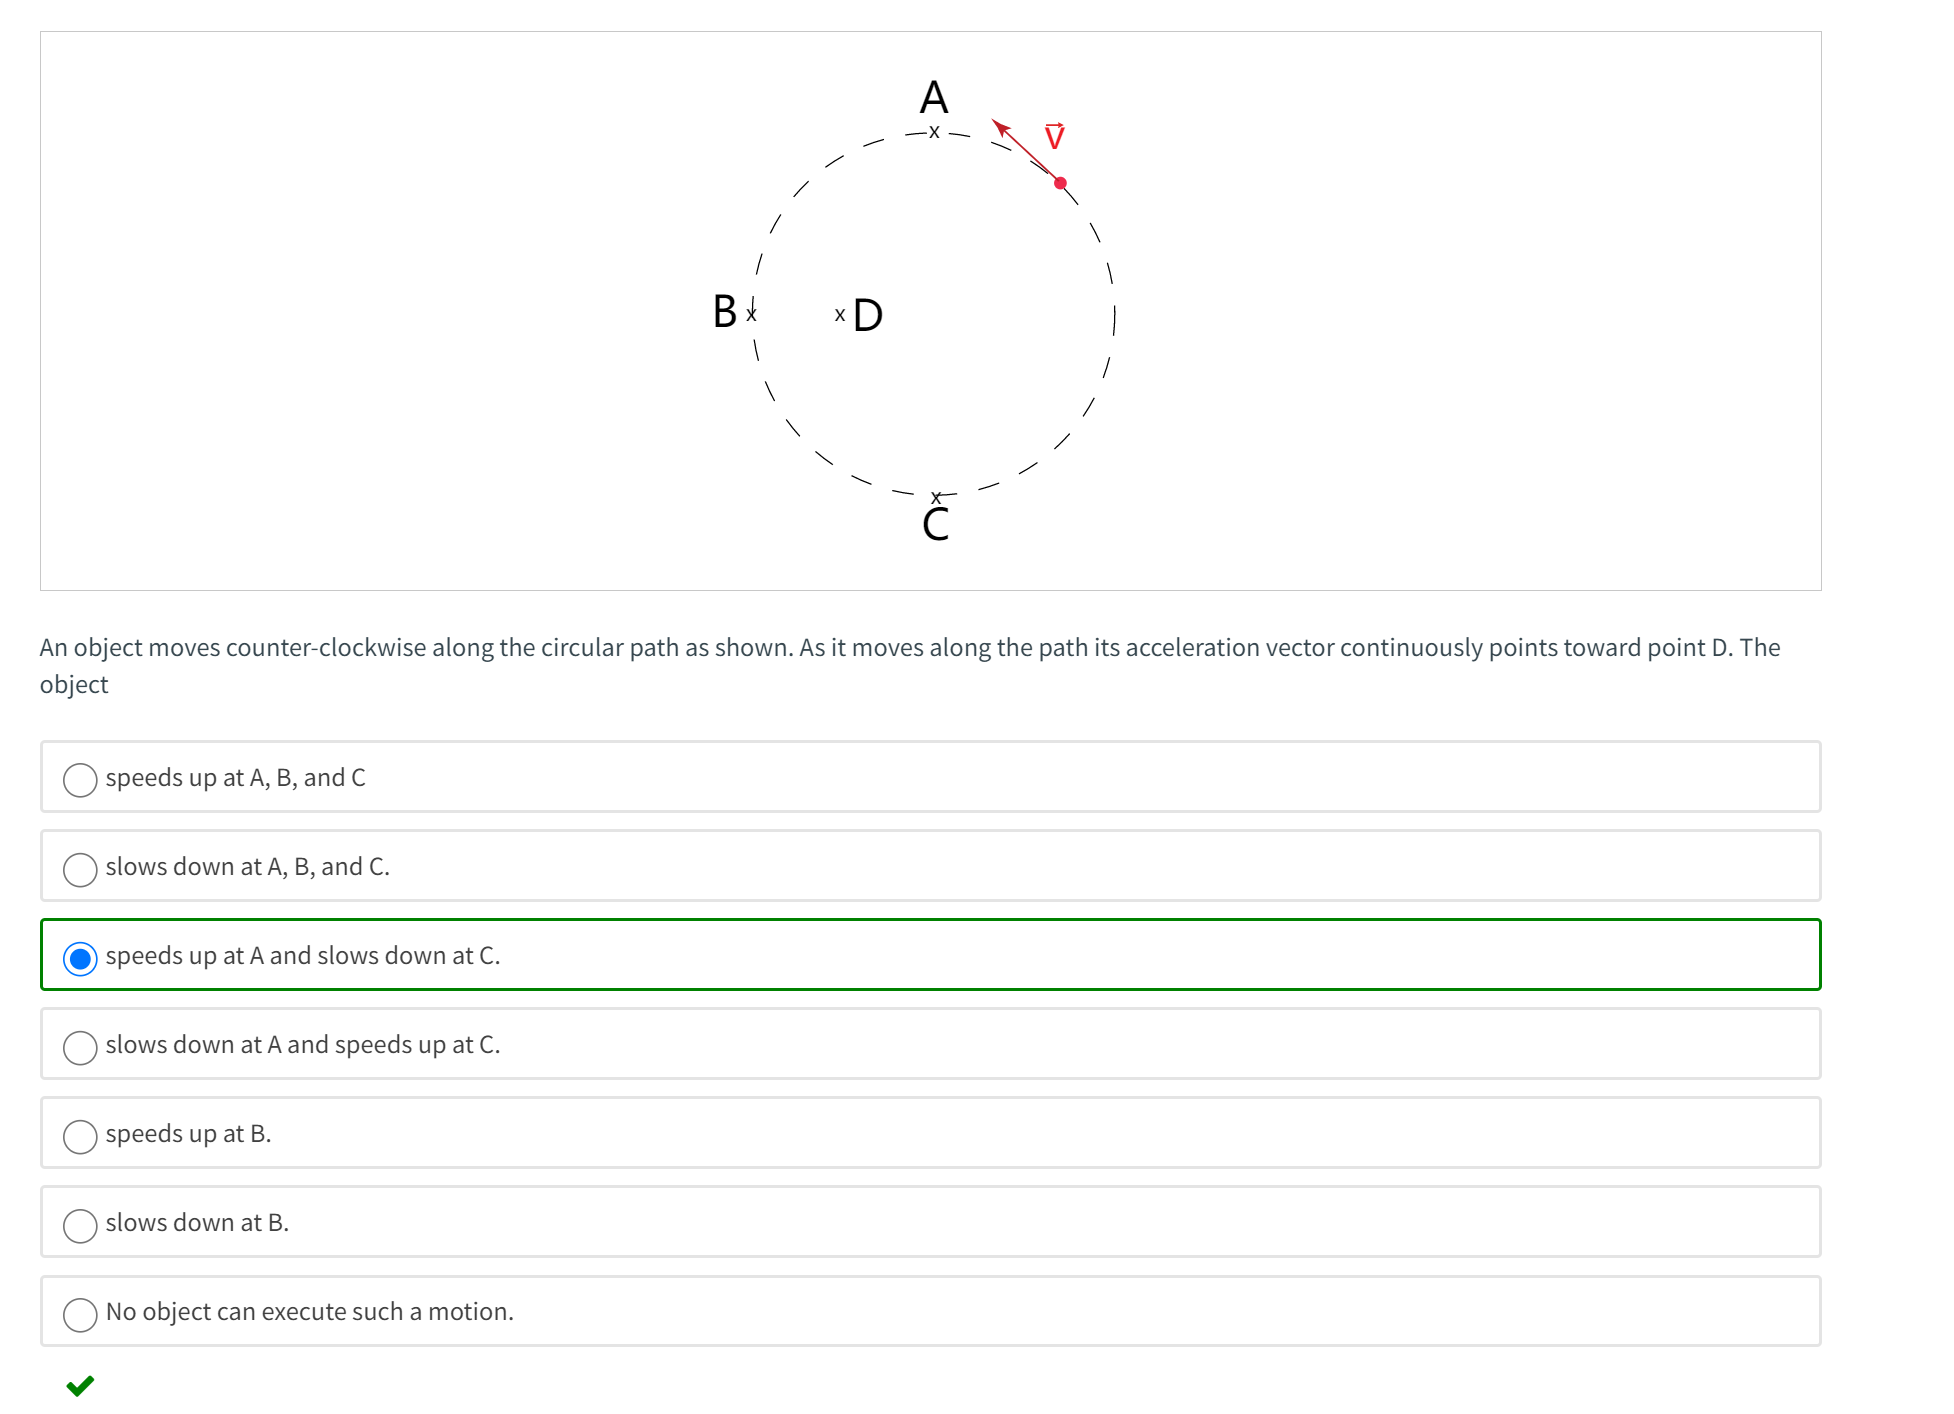 A
x
v
B x
x D
x
C
An object moves counter-clockwise along the circular path as shown. As it moves along the path its acceleration vector continuously points toward point D. The
object
speeds up at A, B, and C
slows down at A, B, and C.
speeds up at A and slows down at C.
slows down at A and speeds up at C.
speeds up at B.
slows down at B.
No object can execute such a motion.